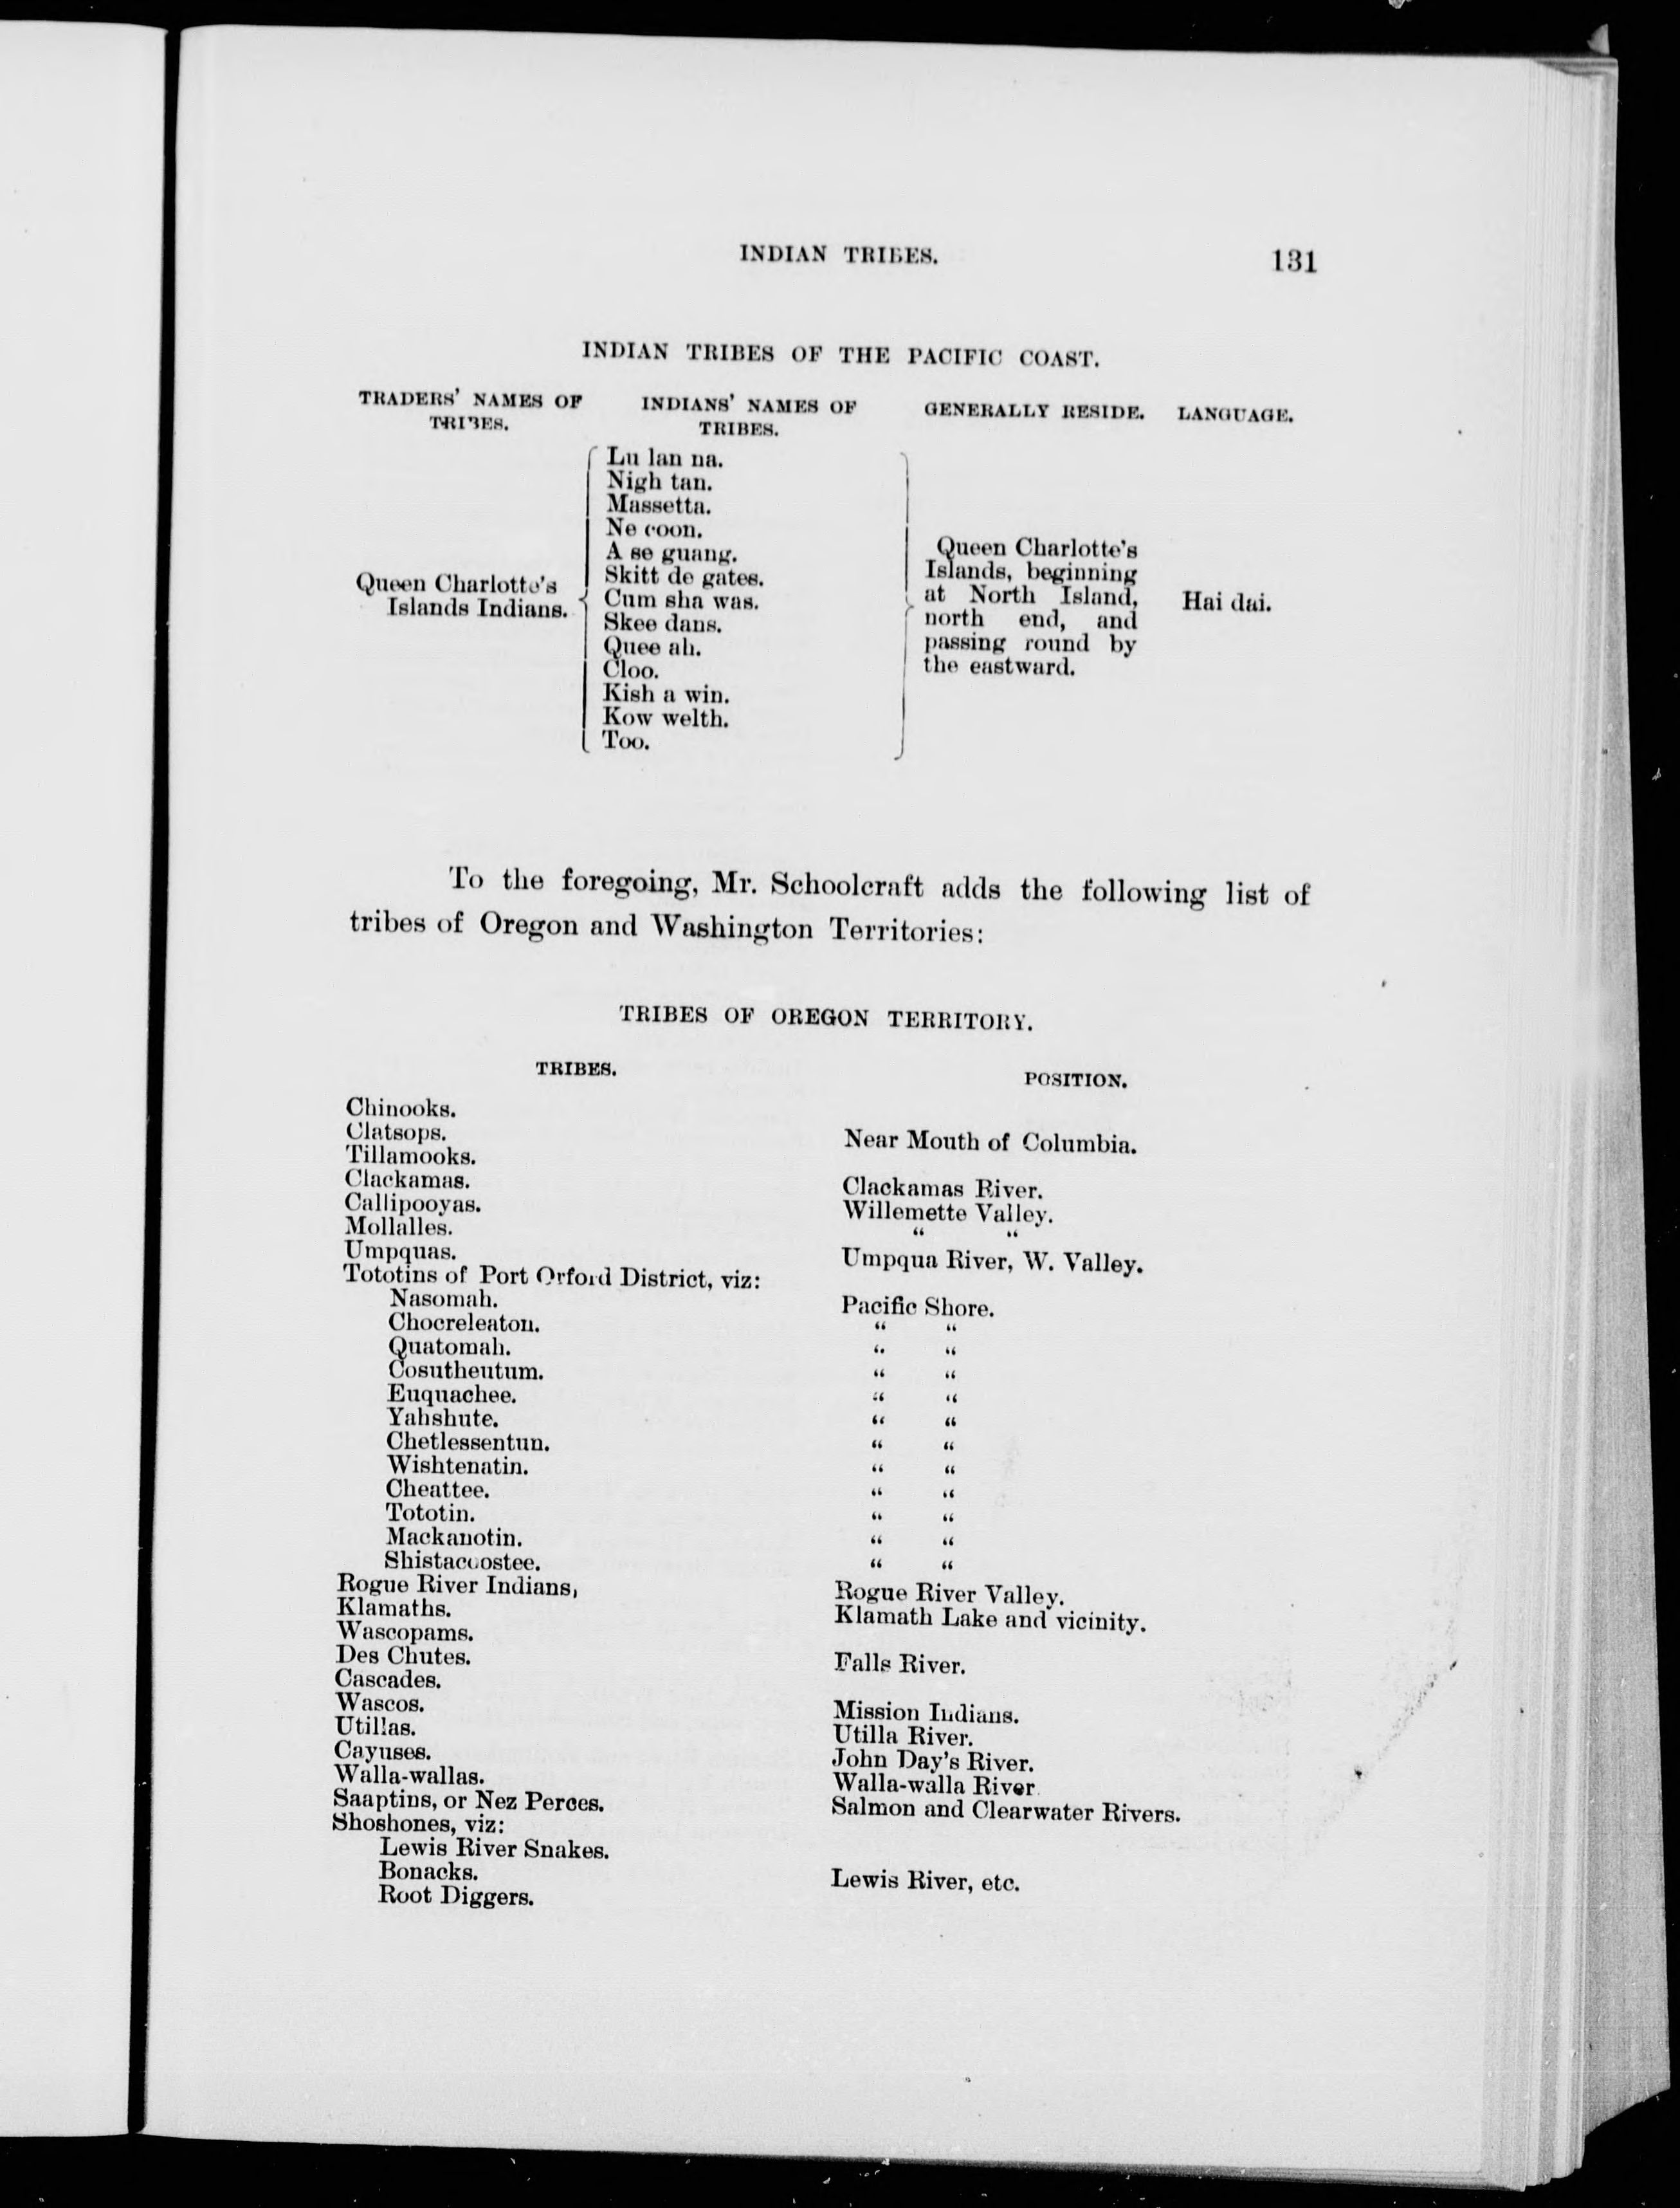 INDIAN TRIBES. 131
INDIAN TRIBES OF THE PACIFIC COAST.
TRADERS' NAMES OF TRIBES. INDIANS' NAMES OF TRIBES. GENERALLY RESIDE. LANGUAGE.
Queen Charlotte's
Islands Indians.
Lu lan na.
Nigh tan.
Massetta.
Ne coon.
A se guang.
Skitt de gates.
Cum sha was.
Skee dans.
Quee ah.
Cloo.
Kish a win.
Kow welth.
Too.
Queen Charlotte's
Islands, beginning
at North Island,
north end, and
passing round by
the eastward.
Hai dai.
To the foregoing, Mr. Schoolcraft adds the following list of
tribes of Oregon and Washington Territories:
TRIBES OF OREGON TERRITORY.
TRIBES. POSITION.
Chinooks.
Clatsops. Near Mouth of Columbia.
Tillamooks.
Clackamas. Clackamas River.
Callipooyas. Willemette Valley.
Mollalles. “ “
Umpquas. Umpqua River, W. Valley.
Tototins of Port Orford District, viz:
Nasomah. Pacific Shore.
Chocreleaton. “ “
Quatomah. “ “
Cosutheutum. “ “
Euquachee. “ “
Yahshute. “ “
Chetlessentun. “ “
Wishtenatin. “ “
Cheattee. “ “
Tototin. “ “
Mackanotin. “ “
Shistacoostee. “ “
Rogue River Indians, Rogue River Valley.
Klamaths. Klamath Lake and vicinity.
Wascopams.
Des Chutes. Falls River.
Cascades.
Wascos. Mission Indians.
Utillas. Utilla River.
Cayuses. John Day's River.
Walla-wallas. Walla-walla River
Saaptins, or Nez Perces. Salmon and Clearwater Rivers.
Shoshones, viz:
Lewis River Snakes.
Bonacks. Lewis River, etc.
Root Diggers.